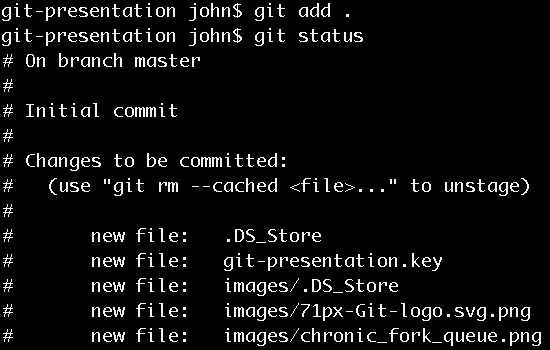 git-presentation john$ git add .
git-presentation john$ git status
# On branch master
#
# Initial commit
#
# Changes to be committed:
#   (use "git rm --cached <file>..." to unstage)
#
#       new file:   .DS_Store
#       new file:   git-presentation.key
#       new file:   images/.DS_Store
#       new file:   images/71px-Git-logo.svg.png
#       new file:   images/chronic_fork_queue.png